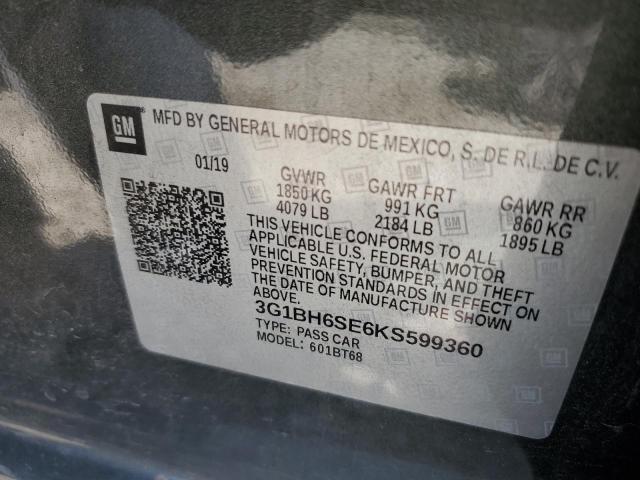 GM
MFD BY GENERAL MOTORS DE MEXICO, S. DE R.L. DE C.V.
01/19
GVWR
1850 KG
4079 LB
GAWR FRT
991 KG
2184 LB
GAWR RR
860 KG
1895 LB
THIS VEHICLE CONFORMS TO ALL
APPLICABLE U.S. FEDERAL MOTOR
VEHICLE SAFETY, BUMPER, AND THEFT
PREVENTION STANDARDS IN EFFECT ON
THE DATE OF MANUFACTURE SHOWN
ABOVE.
3G1BH6SE6KS599360
TYPE: PASS CAR
MODEL: 601BT68